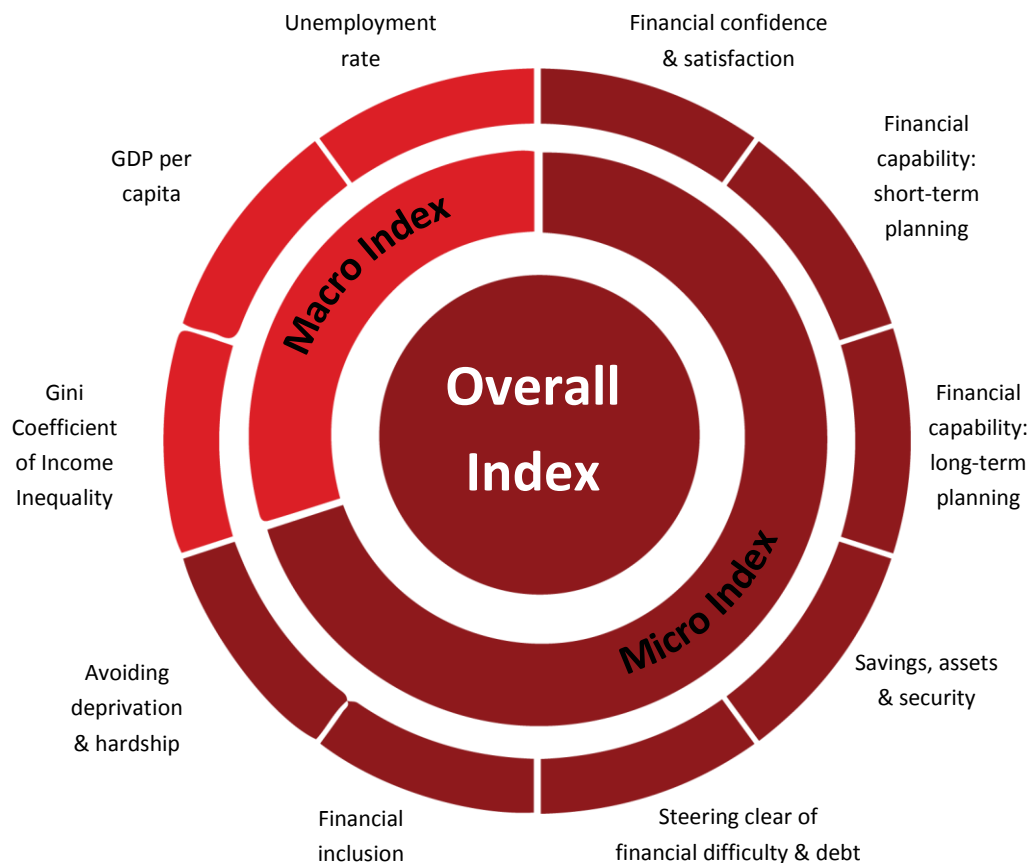 Unemployment
rate
Financial confidence
& satisfaction
GDP per
capita
Financial
capability:
short-term
planning
Macro Index
Overall
Index
Gini
Coefficient
of Income
Inequality
Financial
capability:
long-term
planning
Micro Index
Avoiding
deprivation
& hardship
Savings, assets
& security
Financial
inclusion
Steering clear of
financial difficulty & debt